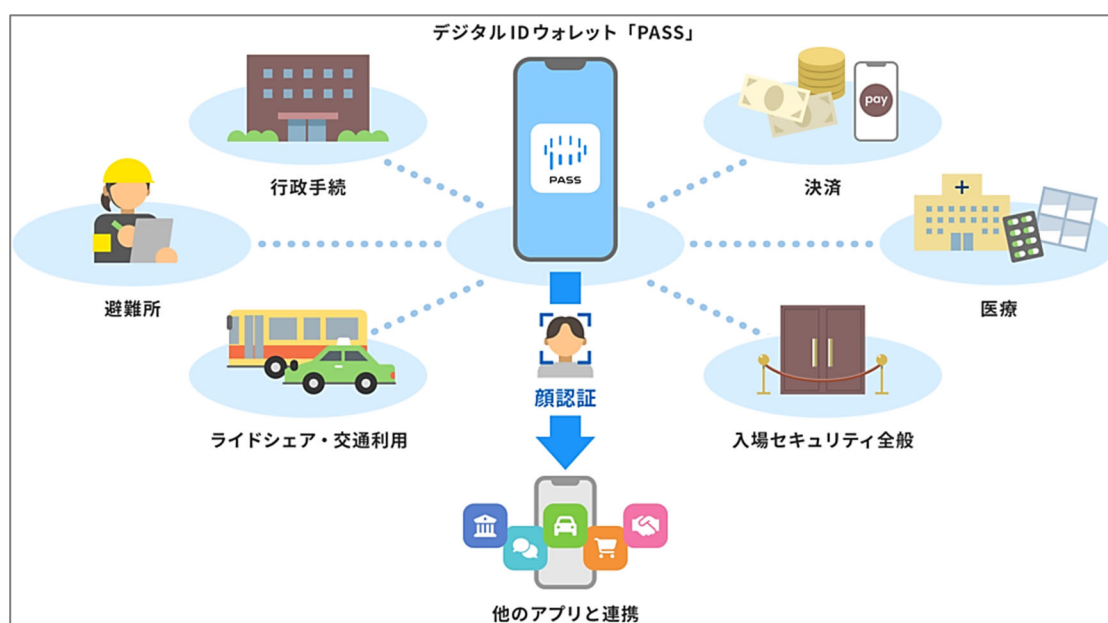 デジタルIDウォレット「PASS」
行政手続
pay
PASS
決済
避難所
医療
顔認証
ライドシェア・交通利用
入場セキュリティ全般
他のアプリと連携